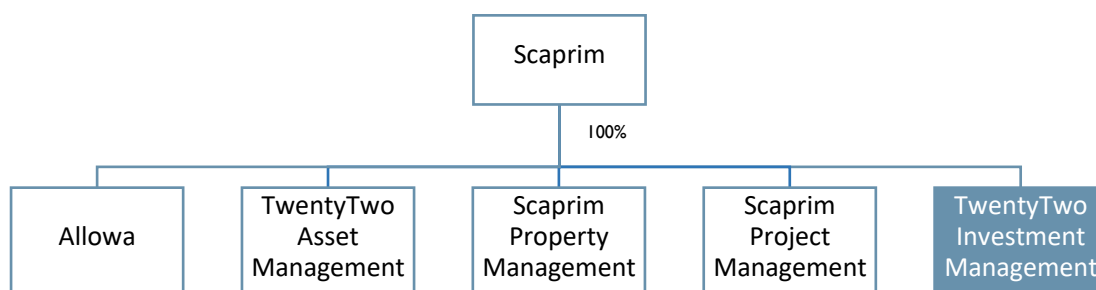 Scaprim
100%
Allowa
TwentyTwo
Asset
Management
Scaprim
Property
Management
Scaprim
Project
Management
TwentyTwo
Investment
Management